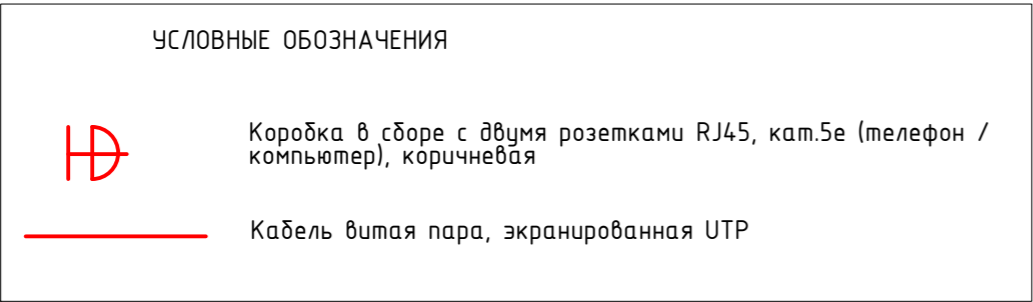 УСЛОВНЫЕ ОБОЗНАЧЕНИЯ
Коробка в сборе с двумя розетками RJ45, кат.5е (телефон /
компьютер), коричневая
Кабель витая пара, экранированная UTP